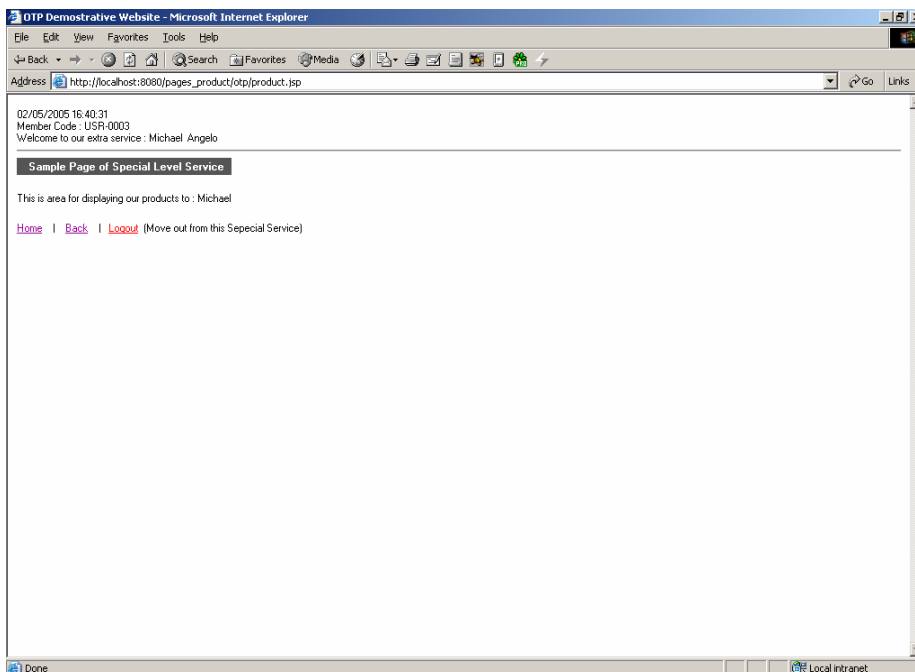 OTP Demostrative Website - Microsoft Internet Explorer
File Edit View Favorites Tools Help
Back Search Favorites Media
Address http://localhost:8080/pages_product/otp/product.jsp Go Links
02/05/2005 16:40:31
Member Code : USR-0003
Welcome to our extra service : Michael Angelo
Sample Page of Special Level Service
This is area for displaying our products to : Michael
Home | Back | Logout (Move out from this Sepecial Service)
Done Local intranet